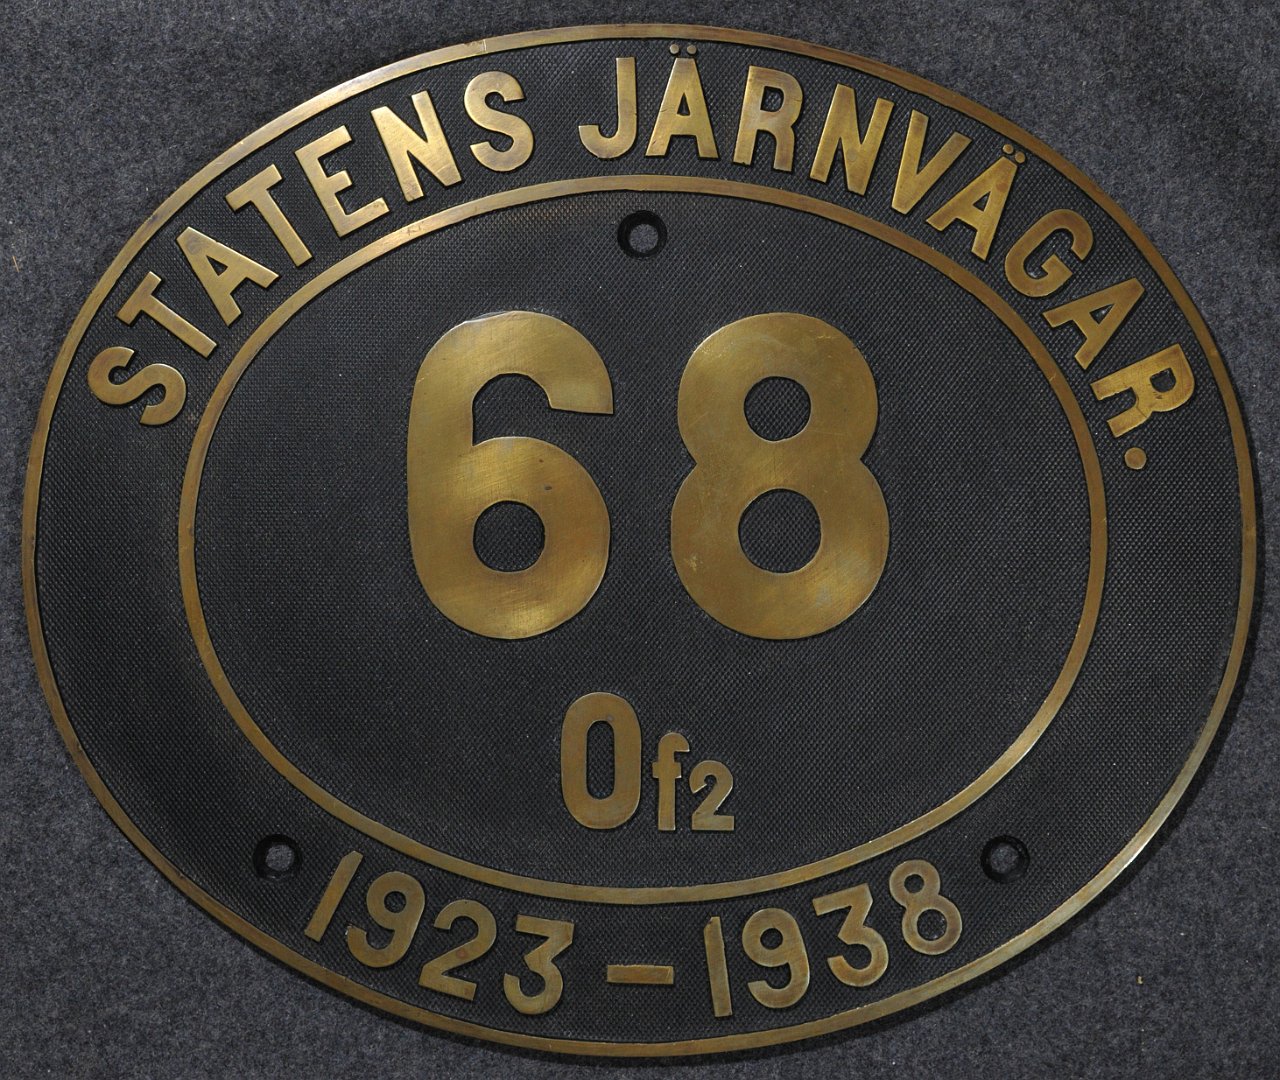 STATENS JÄRNVÄGAR.
68
Of2
1923-1938